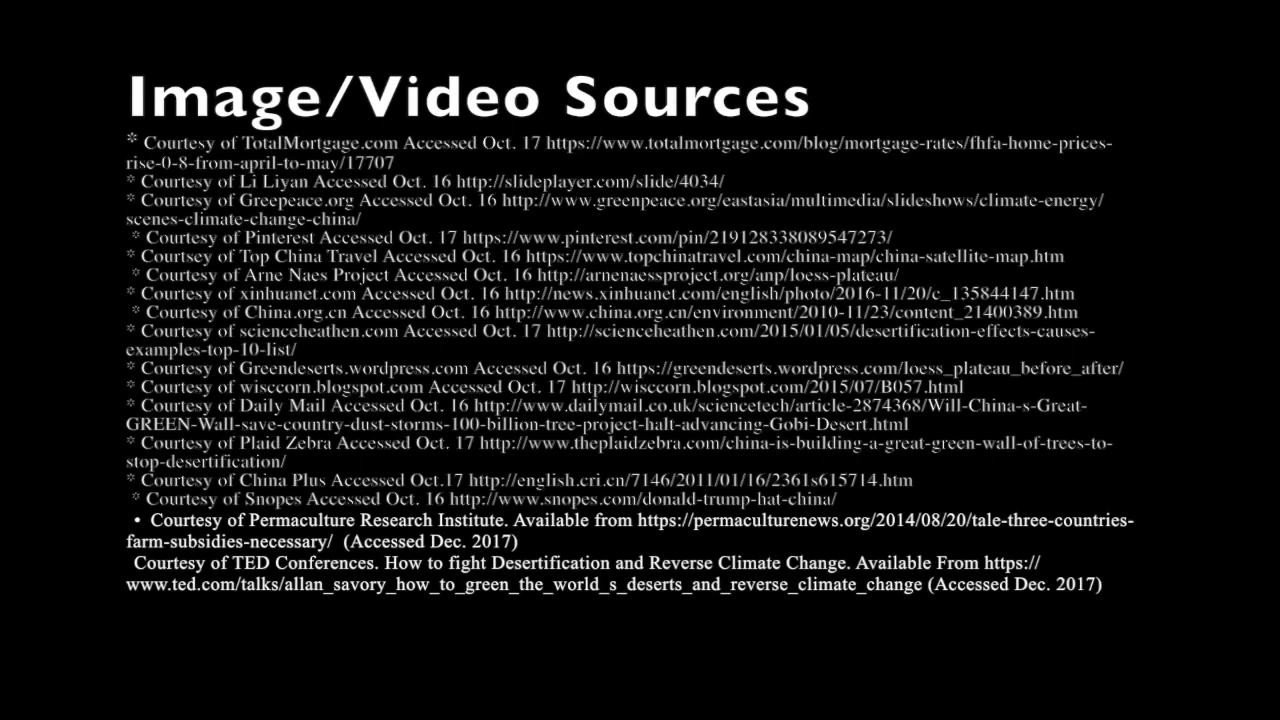 Image/Video Sources
* Courtesy of TotalMortgage.com Accessed Oct. 17 https://www.totalmortgage.com/blog/mortgage-rates/fhfa-home-prices-
rise-0-8-from-april-to-may/17707
* Courtesy of Li Liyan Accessed Oct. 16 http://slideplayer.com/slide/4034/
* Courtesy of Greepeace.org Accessed Oct. 16 http://www.greenpeace.org/eastasia/multimedia/slideshows/climate-energy/
scenes-climate-change-china/
* Courtesy of Pinterest Accessed Oct. 17 https://www.pinterest.com/pin/219128338089547273/
* Courtesy of Top China Travel Accessed Oct. 16 https://www.topchinatravel.com/china-map/china-satellite-map.htm
* Courtesy of Arne Naes Project Accessed Oct. 16 http://arnenaessproject.org/anp/loess-plateau/
* Courtesy of xinhuanet.com Accessed Oct. 16 http://news.xinhuanet.com/english/photo/2016-11/20/c_135844147.htm
* Courtesy of China.org.cn Accessed Oct. 16 http://www.china.org.cn/environment/2010-11/23/content_21400389.htm
* Courtesy of scienceheathen.com Accessed Oct. 17 http://scienceheathen.com/2015/01/05/desertification-effects-causes-
examples-top-10-list/
* Courtesy of Greendeserts.wordpress.com Accessed Oct. 16 https://greendeserts.wordpress.com/loess_plateau_before_after/
* Courtesy of wisccorn.blogspot.com Accessed Oct. 17 http://wisccorn.blogspot.com/2015/07/B057.html
* Courtesy of Daily Mail Accessed Oct. 16 http://www.dailymail.co.uk/sciencetech/article-2874368/Will-China-s-Great-
GREEN-Wall-save-country-dust-storms-100-billion-tree-project-halt-advancing-Gobi-Desert.html
* Courtesy of Plaid Zebra Accessed Oct. 17 http://www.theplaidzebra.com/china-is-building-a-great-green-wall-of-trees-to-
stop-desertification/
* Courtesy of China Plus Accessed Oct.17 http://english.cri.cn/7146/2011/01/16/2361s615714.htm
* Courtesy of Snopes Accessed Oct. 16 http://www.snopes.com/donald-trump-hat-china/
• Courtesy of Permaculture Research Institute. Available from https://permaculturenews.org/2014/08/20/tale-three-countries-
farm-subsidies-necessary/ (Accessed Dec. 2017)
Courtesy of TED Conferences. How to fight Desertification and Reverse Climate Change. Available From https://
www.ted.com/talks/allan_savory_how_to_green_the_world_s_deserts_and_reverse_climate_change (Accessed Dec. 2017)